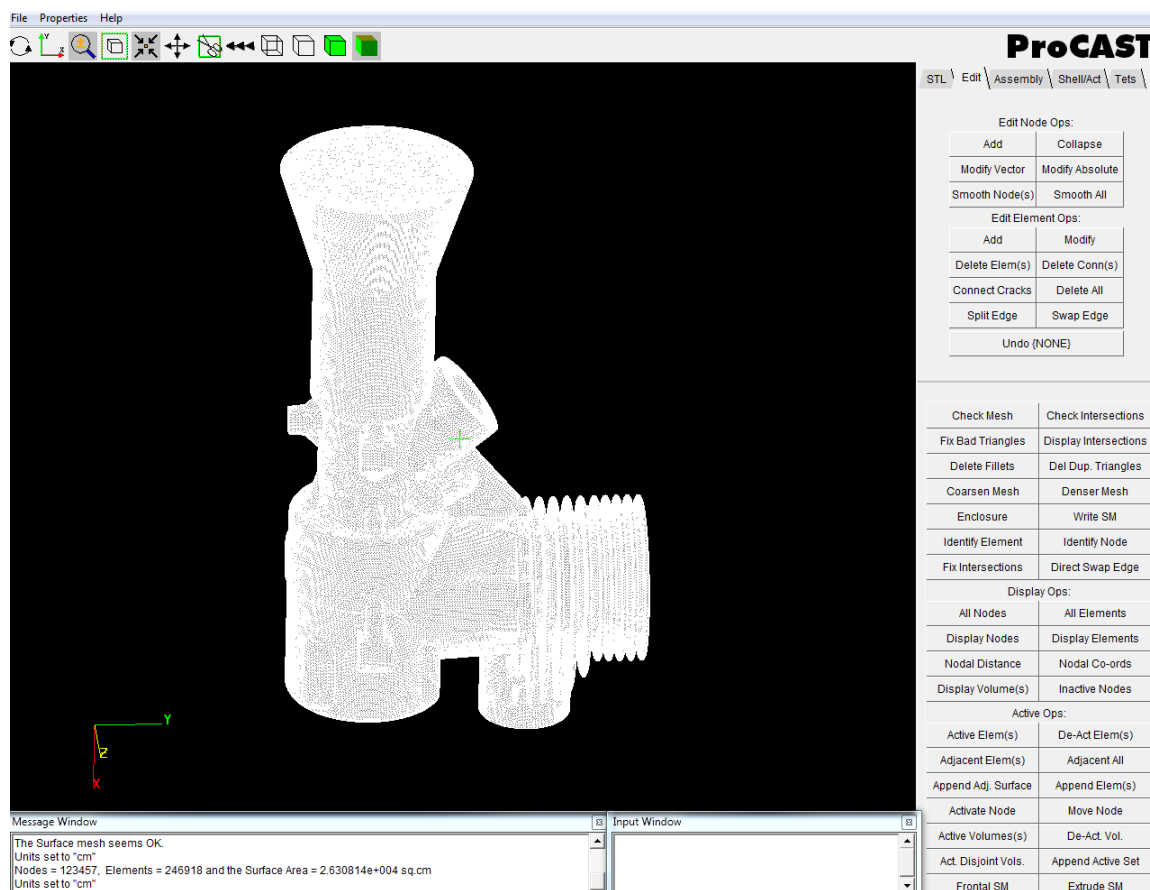 File Properties Help
ProCAST
STL Edit Assembly Shell/Act Tets
Edit Node Ops:
Add Collapse
Modify Vector Modify Absolute
Smooth Node(s) Smooth All
Edit Element Ops:
Add Modify
Delete Elem(s) Delete Conn(s)
Connect Cracks Delete All
Split Edge Swap Edge
Undo {NONE}
Check Mesh Check Intersections
Fix Bad Triangles Display Intersections
Delete Fillets Del Dup. Triangles
Coarsen Mesh Denser Mesh
Enclosure Write SM
Identify Element Identify Node
Fix Intersections Direct Swap Edge
Display Ops:
All Nodes All Elements
Display Nodes Display Elements
Nodal Distance Nodal Co-ords
Display Volume(s) Inactive Nodes
Active Ops:
Active Elem(s) De-Act Elem(s)
Adjacent Elem(s) Adjacent All
Append Adj. Surface Append Elem(s)
Activate Node Move Node
Active Volumes(s) De-Act. Vol.
Act. Disjoint Vols. Append Active Set
Frontal SM Extrude SM
Y
Z
X
Message Window
The Surface mesh seems OK.
Units set to "cm"
Nodes = 123457, Elements = 246918 and the Surface Area = 2.630814e+004 sq.cm
Units set to "cm"
Input Window